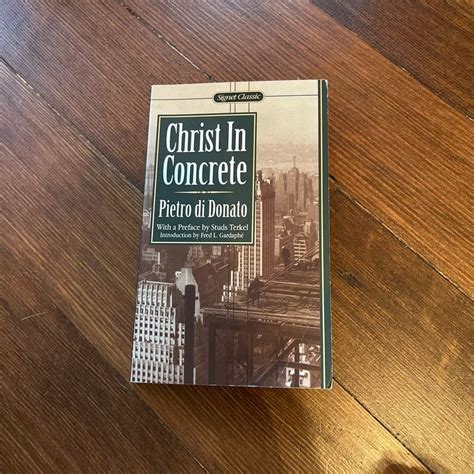 Signet Classic
Christ In
Concrete
Pietro di Donato
With a Preface by Studs Terkel
Introduction by Fred L. Gardaphé